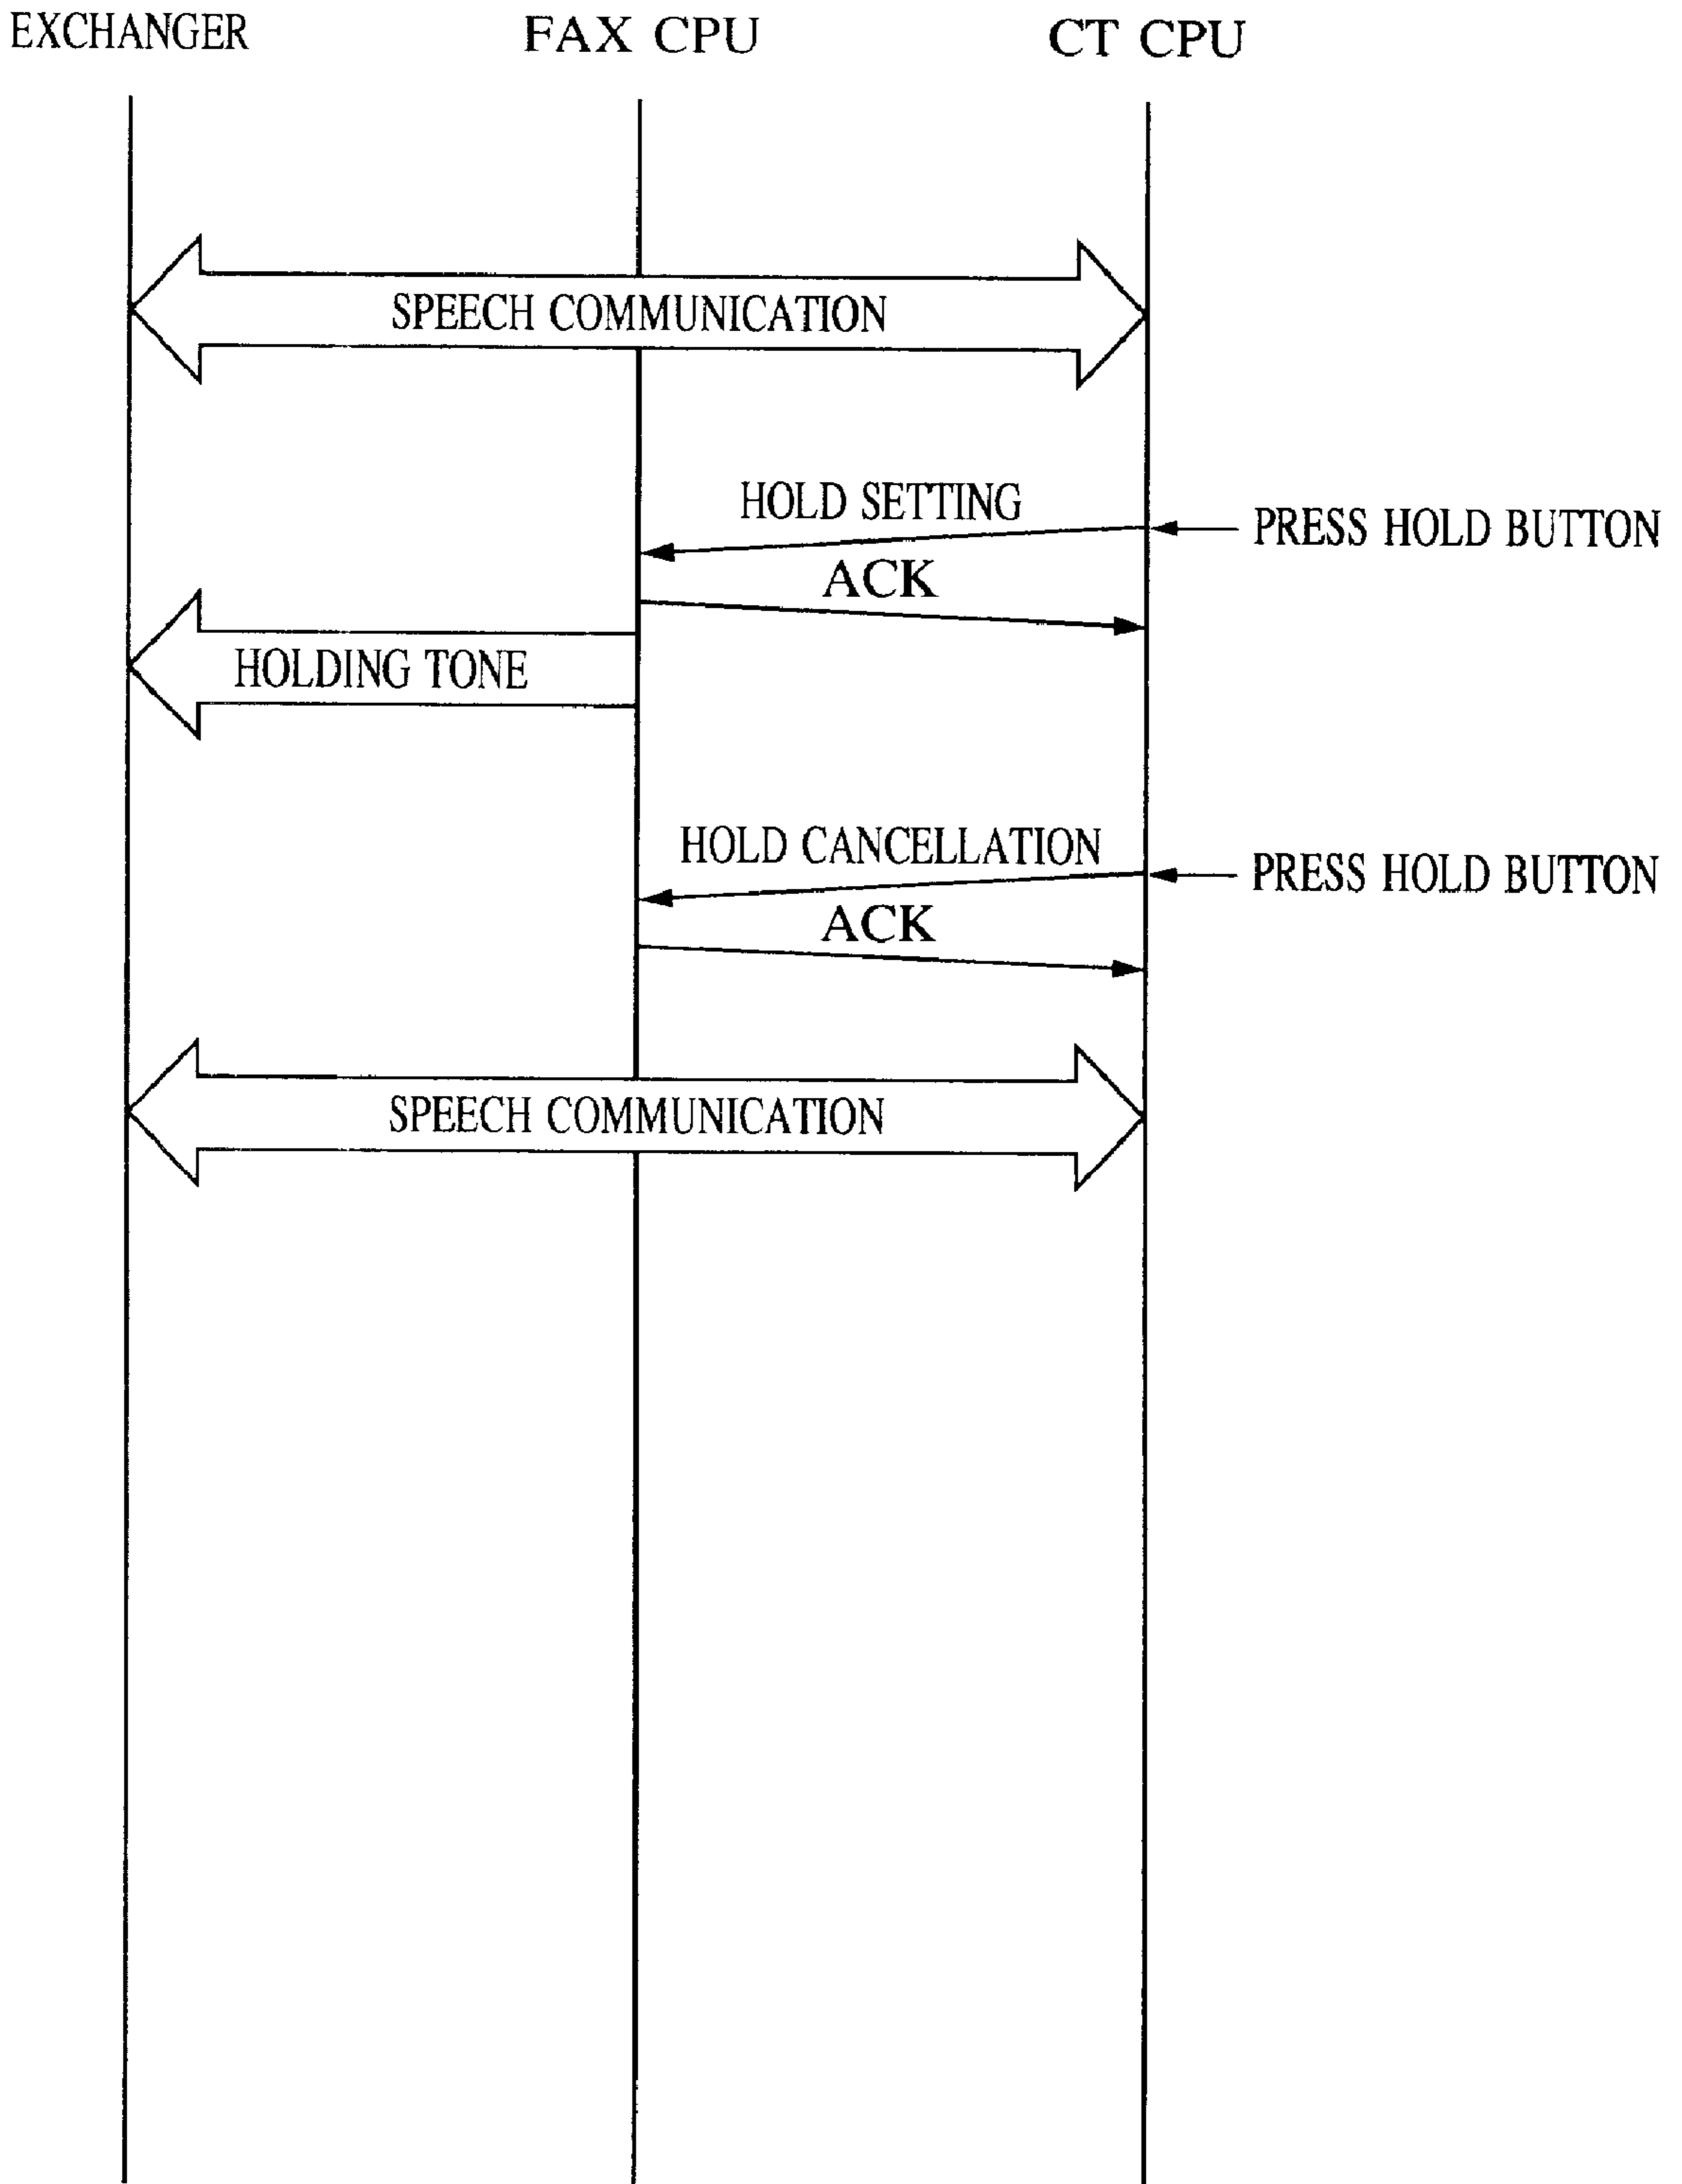 EXCHANGER
FAX CPU
CT CPU
SPEECH COMMUNICATION
HOLD SETTING
PRESS HOLD BUTTON
ACK
HOLDING TONE
HOLD CANCELLATION
PRESS HOLD BUTTON
ACK
SPEECH COMMUNICATION